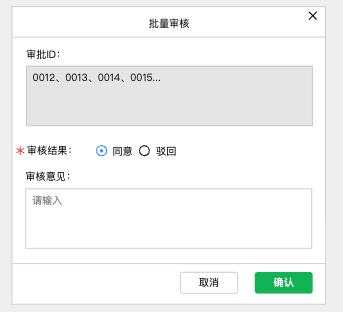 批量审核
审批ID：
0012、0013、0014、0015...
*审核结果： 同意 驳回
审核意见：
请输入
取消 确认